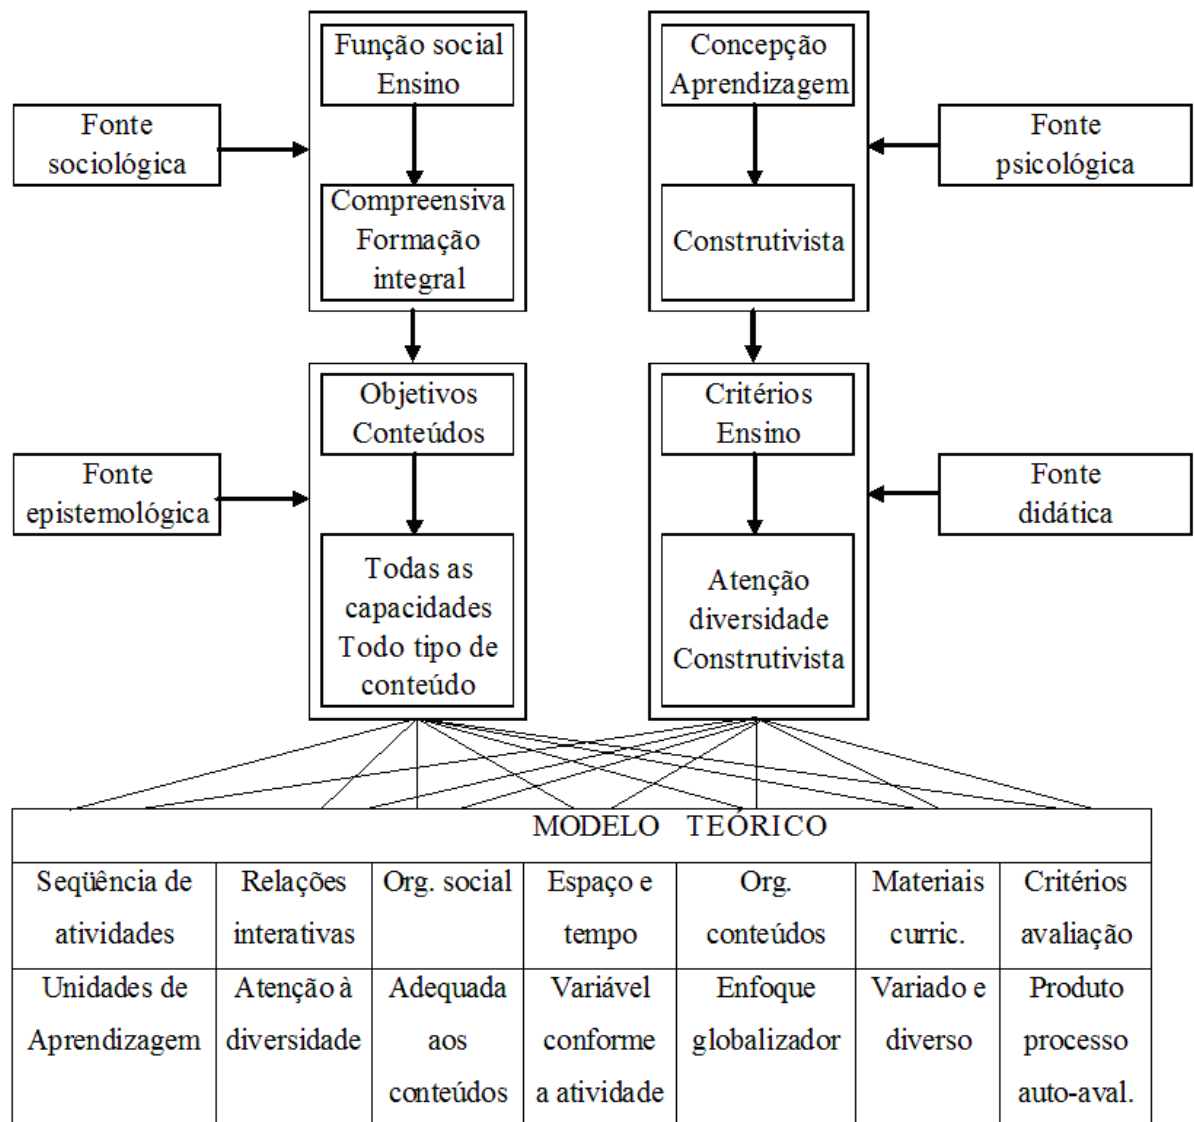 Função social
Ensino
Concepção
Aprendizagem
Fonte
sociológica
Fonte
psicológica
Compreensiva
Formação
integral
Construtivista
Objetivos
Conteúdos
Critérios
Ensino
Fonte
epistemológica
Fonte
didática
Todas as
capacidades
Todo tipo de
conteúdo
Atenção
diversidade
Construtivista
MODELO TEÓRICO
Seqüência de
atividades
Relações
interativas
Org. social
Espaço e
tempo
Org.
conteúdos
Materiais
curric.
Critérios
avaliação
Unidades de
Aprendizagem
Atenção à
diversidade
Adequada
aos
conteúdos
Variável
conforme
a atividade
Enfoque
globalizador
Variado e
diverso
Produto
processo
auto-aval.